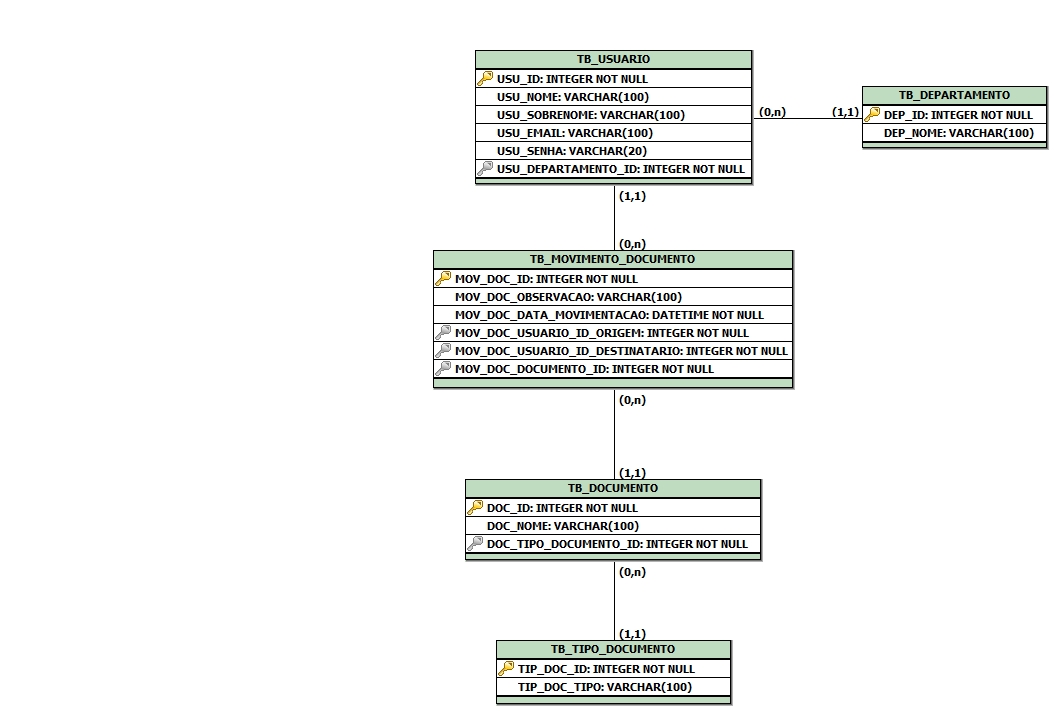 TB_USUARIO
USU_ID: INTEGER NOT NULL
USU_NOME: VARCHAR(100)
USU_SOBRENOME: VARCHAR(100)
USU_EMAIL: VARCHAR(100)
USU_SENHA: VARCHAR(20)
USU_DEPARTAMENTO_ID: INTEGER NOT NULL
(0,n)
(1,1)
TB_DEPARTAMENTO
DEP_ID: INTEGER NOT NULL
DEP_NOME: VARCHAR(100)
(1,1)
(0,n)
TB_MOVIMENTO_DOCUMENTO
MOV_DOC_ID: INTEGER NOT NULL
MOV_DOC_OBSERVACAO: VARCHAR(100)
MOV_DOC_DATA_MOVIMENTACAO: DATETIME NOT NULL
MOV_DOC_USUARIO_ID_ORIGEM: INTEGER NOT NULL
MOV_DOC_USUARIO_ID_DESTINATARIO: INTEGER NOT NULL
MOV_DOC_DOCUMENTO_ID: INTEGER NOT NULL
(0,n)
(1,1)
TB_DOCUMENTO
DOC_ID: INTEGER NOT NULL
DOC_NOME: VARCHAR(100)
DOC_TIPO_DOCUMENTO_ID: INTEGER NOT NULL
(0,n)
(1,1)
TB_TIPO_DOCUMENTO
TIP_DOC_ID: INTEGER NOT NULL
TIP_DOC_TIPO: VARCHAR(100)